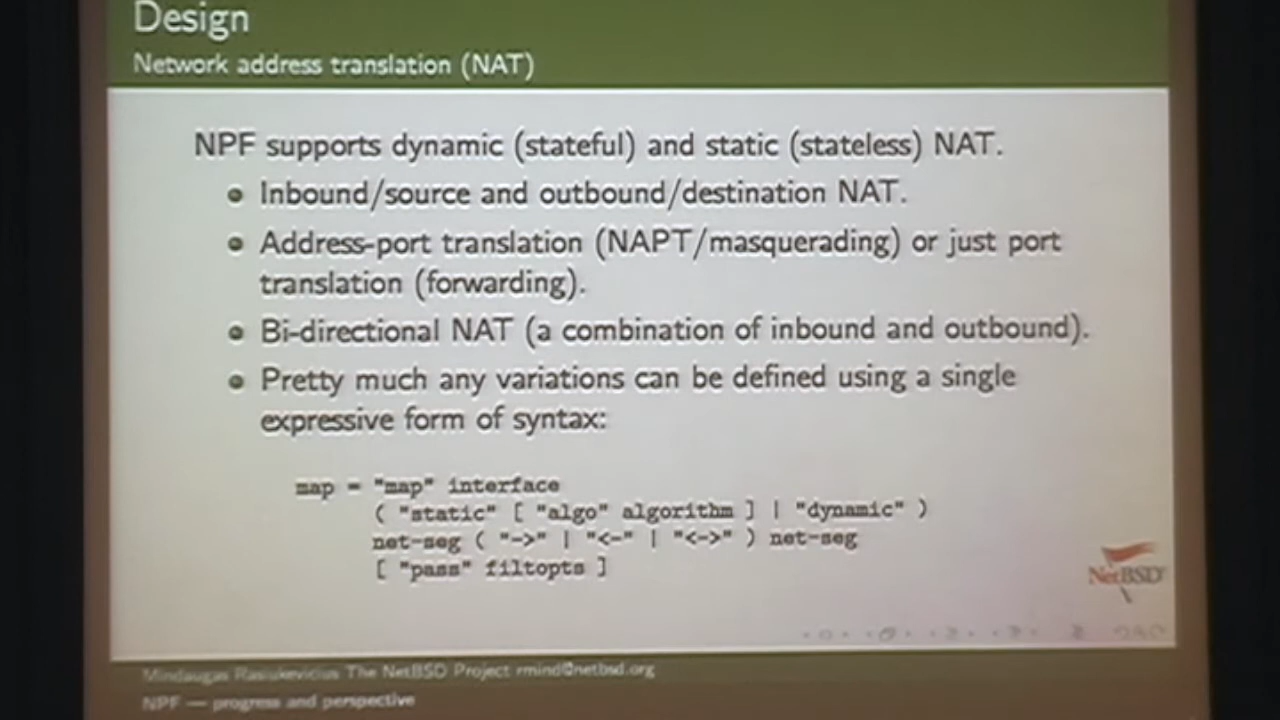 Design
Network address translation (NAT)
NPF supports dynamic (stateful) and static (stateless) NAT.
Inbound/source and outbound/destination NAT.
Address-port translation (NAPT/masquerading) or just port
translation (forwarding).
Bi-directional NAT (a combination of inbound and outbound).
Pretty much any variations can be defined using a single
expressive form of syntax:
map = "map" interface
( "static" [ "algo" algorithm ] | "dynamic" )
net-seg ( "->" | "<-" | "<->" ) net-seg
[ "pass" filtopts ]
NetBSD
Mindaugas Rasiukevicius The NetBSD Project rmind@netbsd.org
NPF — progress and perspective